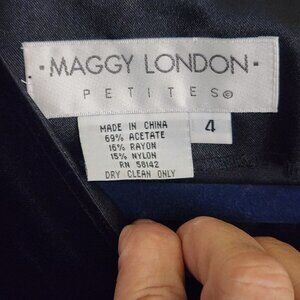 · MAGGY LONDON ·
PETITES©
MADE IN CHINA
69% ACETATE
16% RAYON
15% NYLON
RN 58142
DRY CLEAN ONLY
4